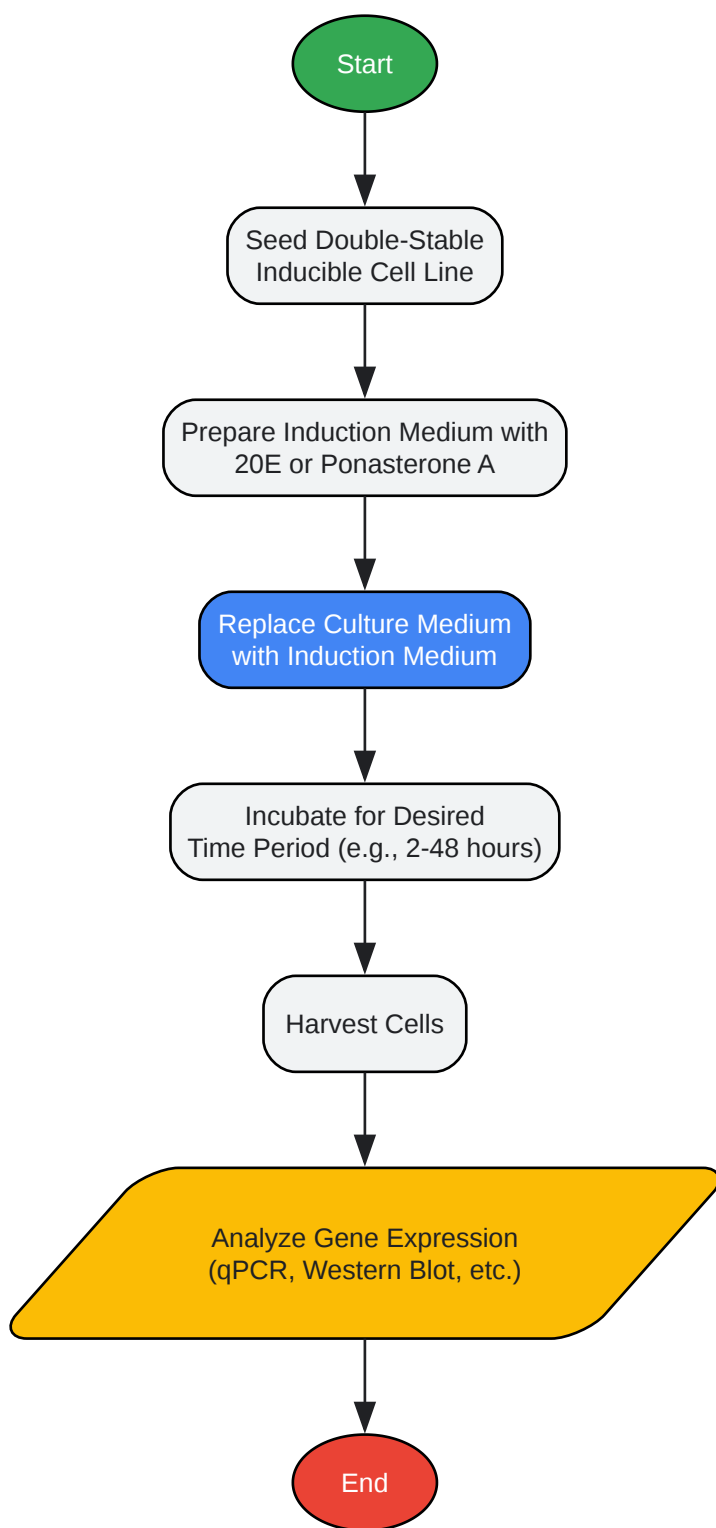 Start
Seed Double-Stable
Inducible Cell Line
Prepare Induction Medium with
20E or Ponasterone A
Replace Culture Medium
with Induction Medium
Incubate for Desired
Time Period (e.g., 2-48 hours)
Harvest Cells
Analyze Gene Expression
(qPCR, Western Blot, etc.)
End